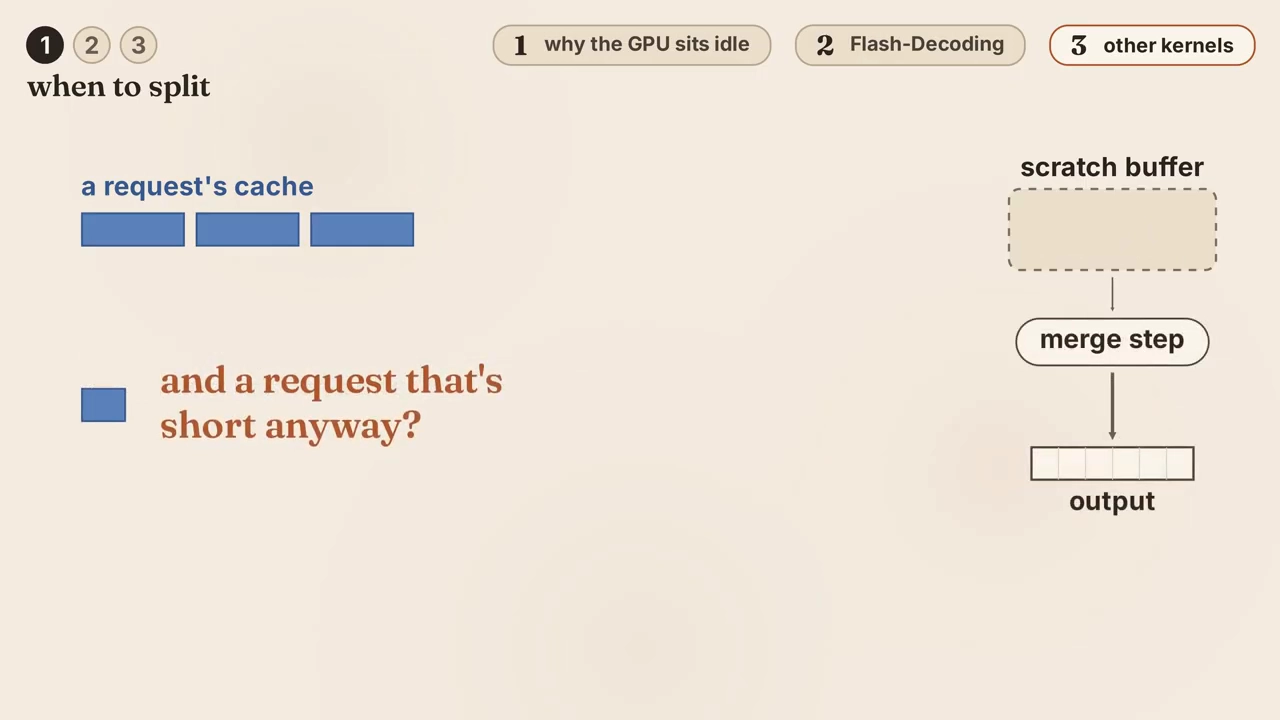 1 2 3
when to split
1 why the GPU sits idle
2 Flash-Decoding
3 other kernels
a request's cache
and a request that's
short anyway?
scratch buffer
merge step
output